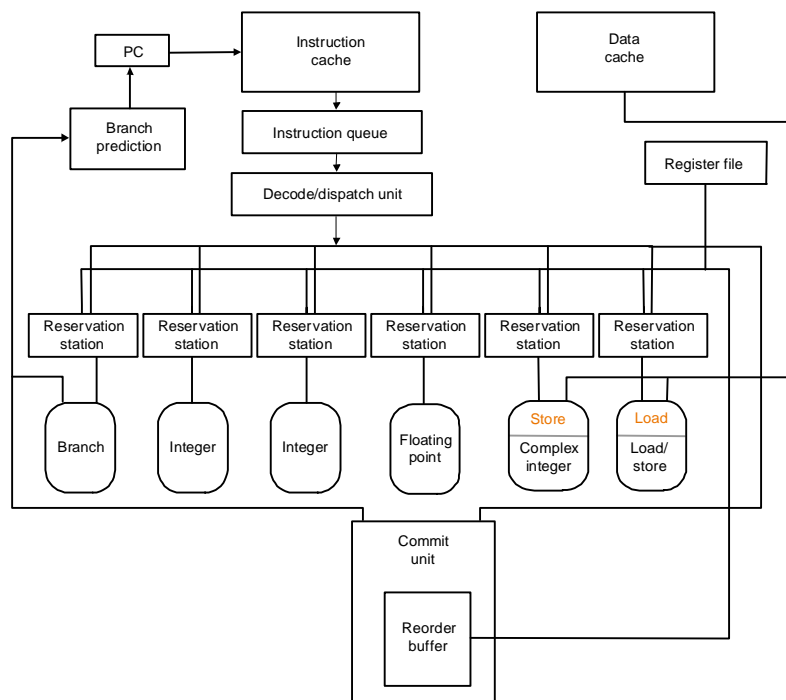 Instruction
cache
Data
cache
PC
Branch
prediction
Instruction queue
Register file
Decode/dispatch unit
Reservation
station
Reservation
station
Reservation
station
Reservation
station
Reservation
station
Reservation
station
Branch
Integer
Integer
Floating
point
Store
Complex
integer
Load
Load/
store
Commit
unit
Reorder
buffer